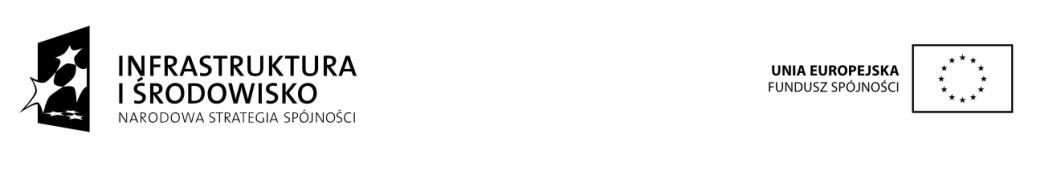 INFRASTRUKTURA
I ŚRODOWISKO
NARODOWA STRATEGIA SPÓJNOŚCI
UNIA EUROPEJSKA
FUNDUSZ SPÓJNOŚCI